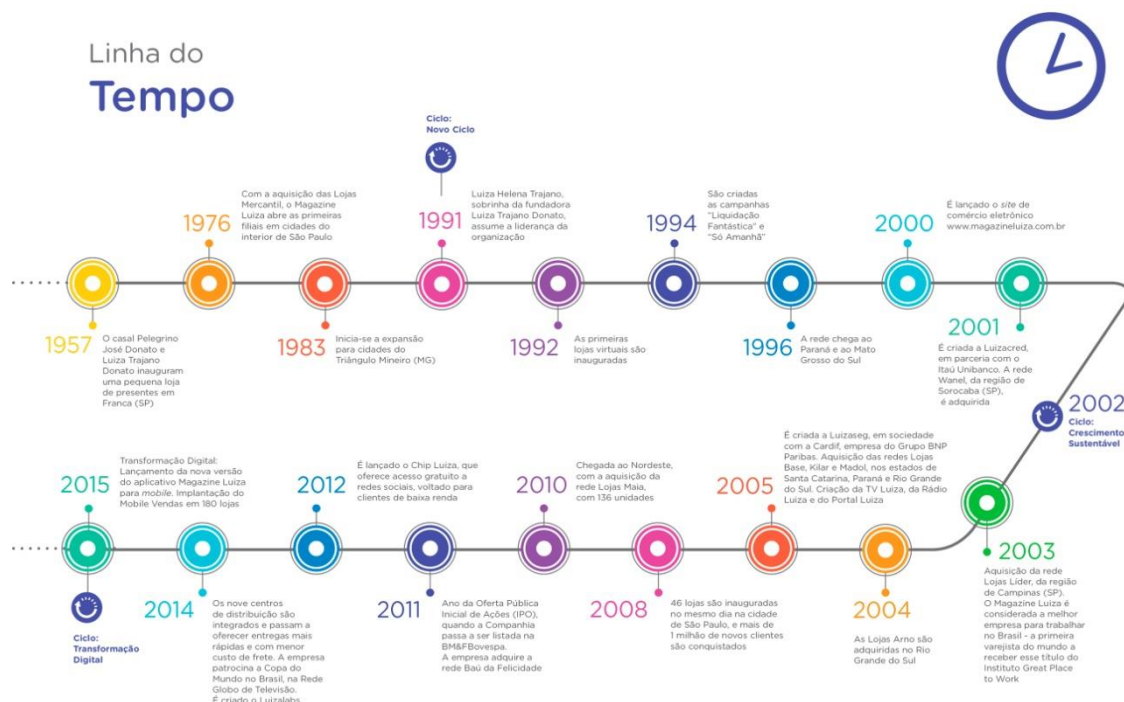 Linha do
Tempo
1957
O casal Pelegrino
José Donato e
Luiza Trajano
Donato inauguram
uma pequena loja
de presentes em
Franca (SP)
1976
Com a aquisição das Lojas
Mercantil, o Magazine
Luiza abre as primeiras
filiais em cidades do
interior de São Paulo
1983
Inicia-se a expansão
para cidades do
Triângulo Mineiro (MG)
Ciclo:
Novo Ciclo
1991
Luiza Helena Trajano,
sobrinha da fundadora
Luiza Trajano Donato,
assume a liderança da
organização
1992
As primeiras
lojas virtuais são
inauguradas
1994
São criadas
as campanhas
"Liquidação
Fantástica" e
"Só Amanhã"
1996
A rede chega ao
Paraná e ao Mato
Grosso do Sul
2000
É lançado o site de
comércio eletrônico
www.magazineluiza.com.br
2001
É criada a Luizacred,
em parceria com o
Itaú Unibanco. A rede
Wanel, da região de
Sorocaba (SP),
é adquirida
2002
Ciclo:
Crescimento
Sustentável
2003
Aquisição da rede
Lojas Líder, da região
de Campinas (SP).
O Magazine Luiza é
considerada a melhor
empresa para trabalhar
no Brasil - a primeira
varejista do mundo a
receber esse título do
Instituto Great Place
to Work
2004
As Lojas Arno são
adquiridas no Rio
Grande do Sul
2005
É criada a Luizaseg, em sociedade
com a Cardif, empresa do Grupo BNP
Paribas. Aquisição das redes Lojas
Base, Kilar e Madol, nos estados de
Santa Catarina, Paraná e Rio Grande
do Sul. Criação da TV Luiza, da Rádio
Luiza e do Portal Luiza
2008
46 lojas são inauguradas
no mesmo dia na cidade
de São Paulo, e mais de
1 milhão de novos clientes
são conquistados
2010
Chegada ao Nordeste,
com a aquisição da
rede Lojas Maia,
com 136 unidades
2011
Ano da Oferta Pública
Inicial de Ações (IPO),
quando a Companhia
passa a ser listada na
BM&FBovespa.
A empresa adquire a
rede Baú da Felicidade
2012
É lançado o Chip Luiza, que
oferece acesso gratuito a
redes sociais, voltado para
clientes de baixa renda
2014
Os nove centros
de distribuição são
integrados e passam a
oferecer entregas mais
rápidas e com menor
custo de frete. A empresa
patrocina a Copa do
Mundo no Brasil, na Rede
Globo de Televisão.
É criado o Luizalabs
2015
Transformação Digital:
Lançamento da nova versão
do aplicativo Magazine Luiza
para mobile. Implantação do
Mobile Vendas em 180 lojas
Ciclo:
Transformação
Digital